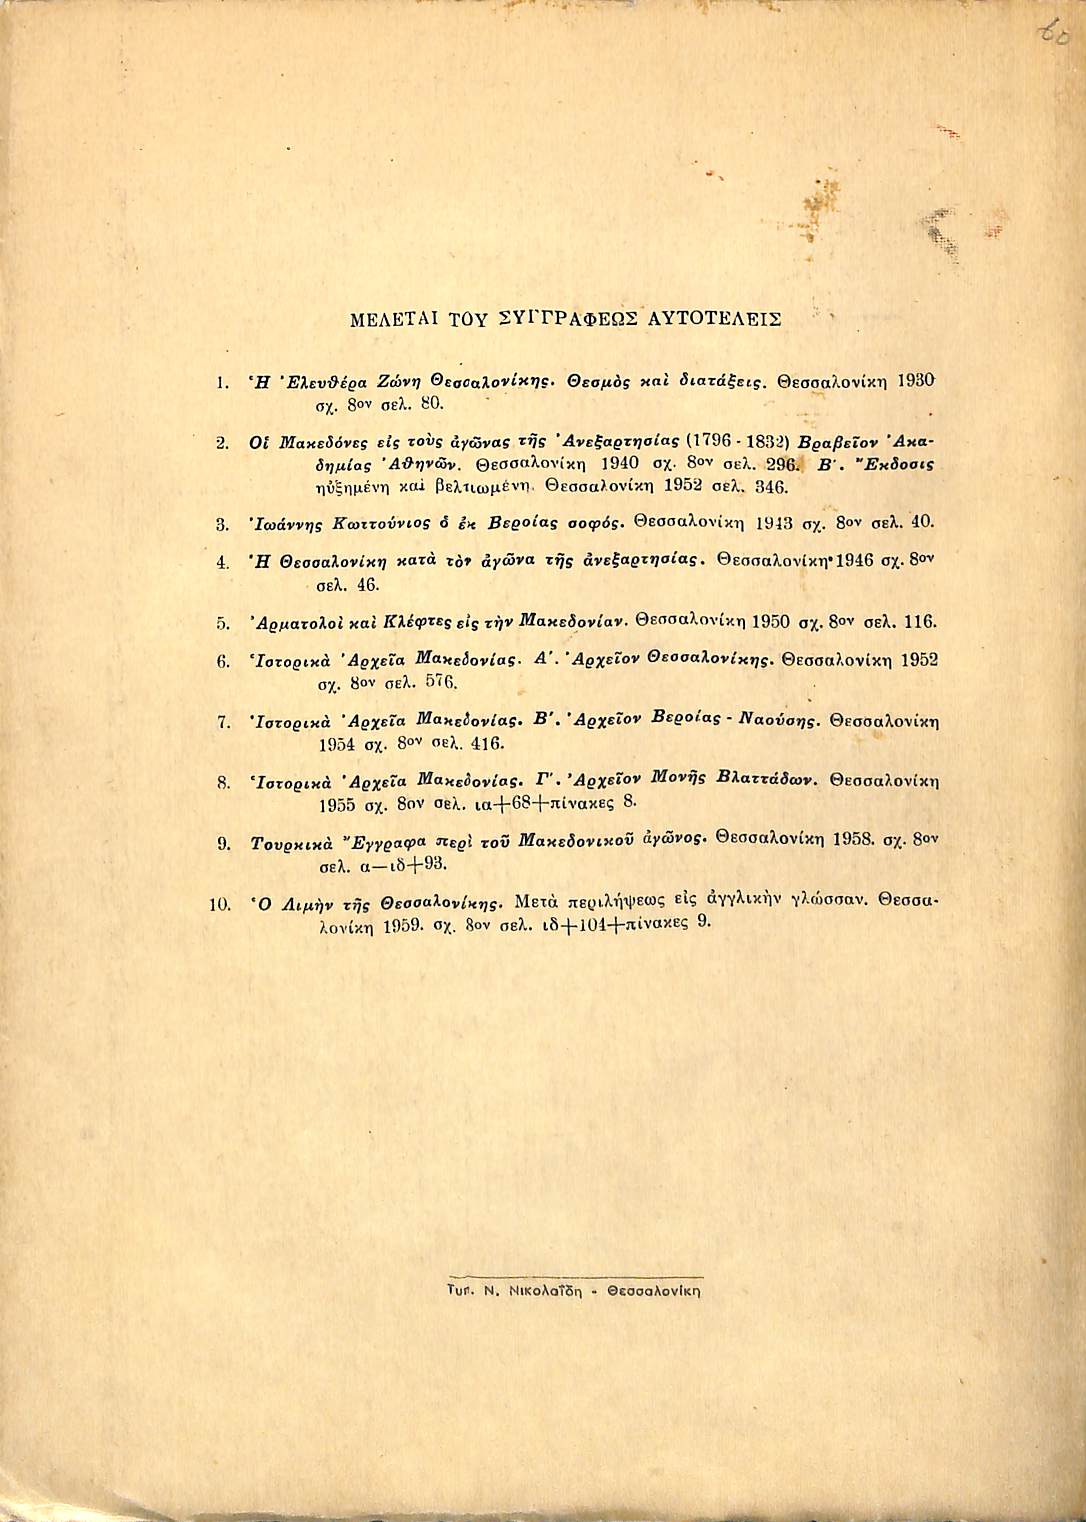 60
ΜΕΛΕΤΑΙ ΤΟΥ ΣΥΓΓΡΑΦΕΩΣ ΑΥΤΟΤΕΛΕΙΣ
1. Ἡ Ἐλευθέρα Ζώνη Θεσσαλονίκης. Θεσμὸς καὶ διατάξεις. Θεσσαλονίκη 1930
σχ. 8ον σελ. 80.
2. Οἱ Μακεδόνες εἰς τοὺς ἀγῶνας τῆς Ἀνεξαρτησίας (1796 - 1832) Βραβεῖον Ἀκα-
δημίας Ἀθηνῶν. Θεσσαλονίκη 1940 σχ. 8ον σελ. 296. Β΄. Ἔκδοσις
ηὐξημένη καὶ βελτιωμένη. Θεσσαλονίκη 1952 σελ. 346.
3. Ἰωάννης Κωττούνιος ὁ ἐκ Βεροίας σοφός. Θεσσαλονίκη 1943 σχ. 8ον σελ. 40.
4. Ἡ Θεσσαλονίκη κατὰ τὸν ἀγῶνα τῆς ἀνεξαρτησίας. Θεσσαλονίκη 1946 σχ. 8ον
σελ. 46.
5. Ἁρματολοὶ καὶ Κλέφτες εἰς τὴν Μακεδονίαν. Θεσσαλονίκη 1950 σχ. 8ον σελ. 116.
6. Ἱστορικὰ Ἀρχεῖα Μακεδονίας. Α΄. Ἀρχεῖον Θεσσαλονίκης. Θεσσαλονίκη 1952
σχ. 8ον σελ. 576.
7. Ἱστορικὰ Ἀρχεῖα Μακεδονίας. Β΄. Ἀρχεῖον Βεροίας - Ναούσης. Θεσσαλονίκη
1954 σχ. 8ον σελ. 416.
8. Ἱστορικὰ Ἀρχεῖα Μακεδονίας. Γ΄. Ἀρχεῖον Μονῆς Βλαττάδων. Θεσσαλονίκη
1955 σχ. 8ον σελ. ια+68+πίνακες 8.
9. Τουρκικὰ Ἔγγραφα περὶ τοῦ Μακεδονικοῦ ἀγῶνος. Θεσσαλονίκη 1958. σχ. 8ον
σελ. α—ιδ+93.
10. Ὁ Λιμὴν τῆς Θεσσαλονίκης. Μετὰ περιλήψεως εἰς ἀγγλικὴν γλώσσαν. Θεσσα-
λονίκη 1959. σχ. 8ον σελ. ιδ+104+πίνακες 9.
Τυπ. Ν. Νικολαΐδη - Θεσσαλονίκη